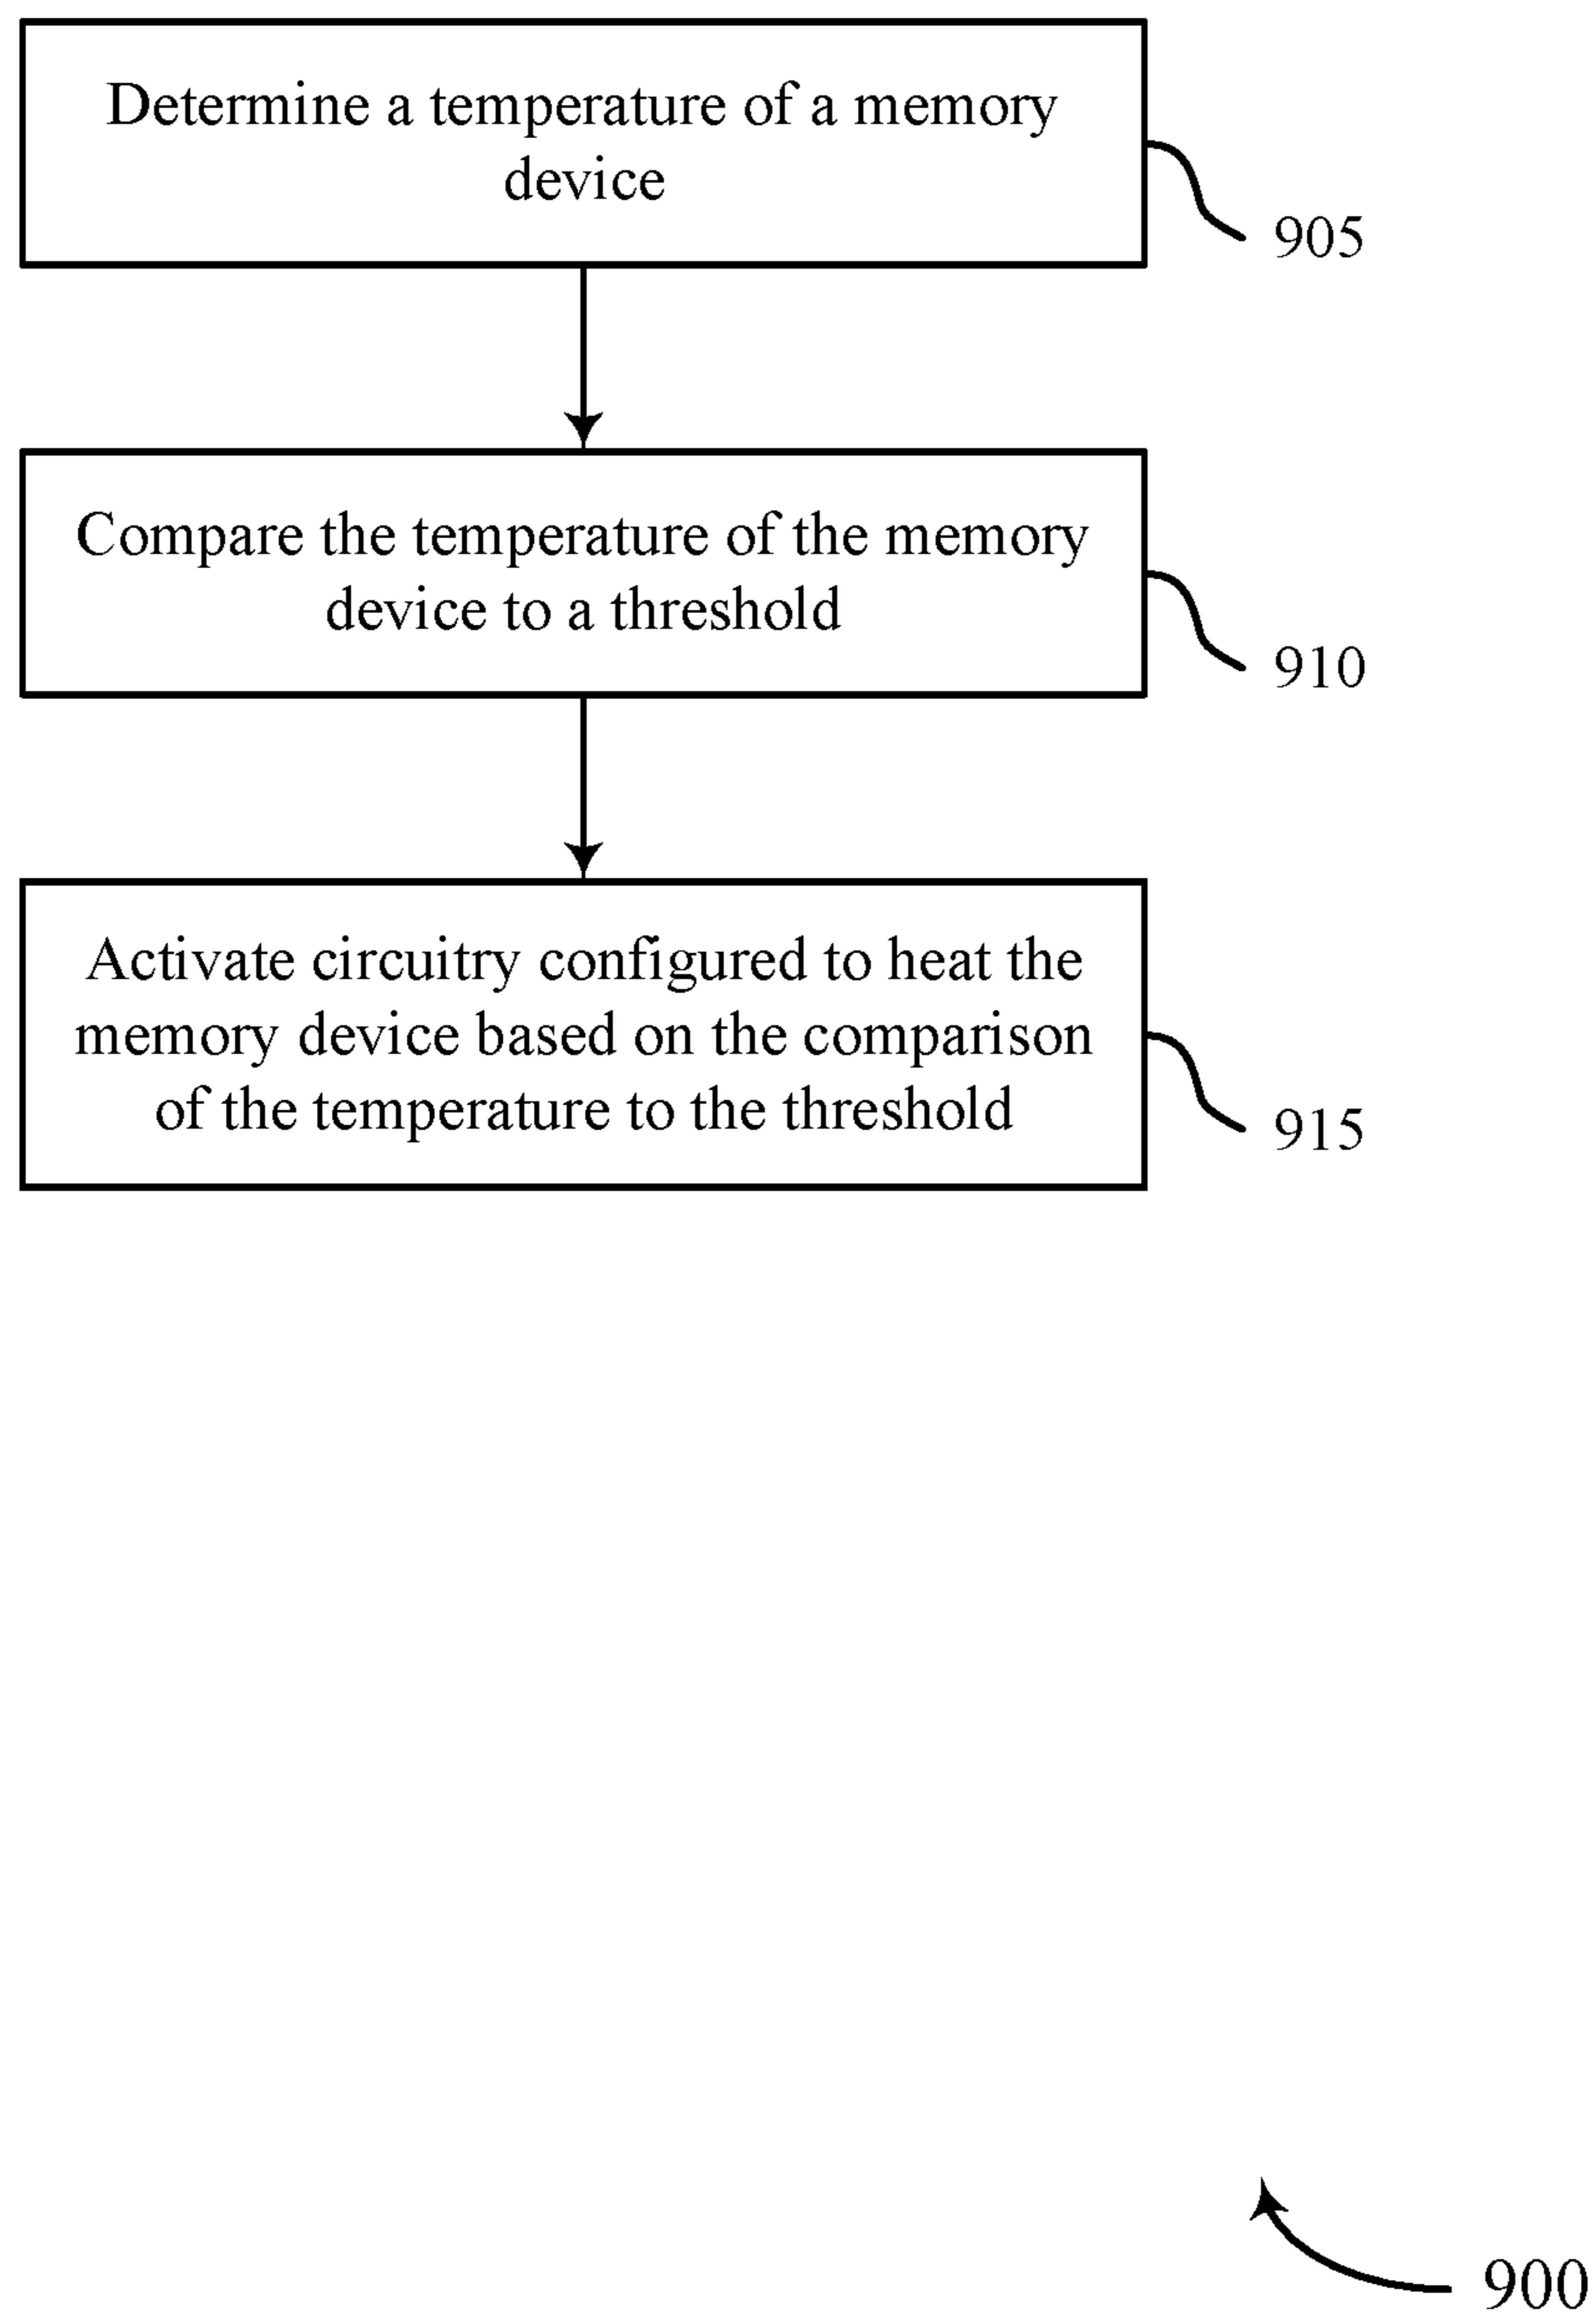 Determine a temperature of a memory
device
905
Compare the temperature of the memory
device to a threshold
910
Activate circuitry configured to heat the
memory device based on the comparison
of the temperature to the threshold
915
900